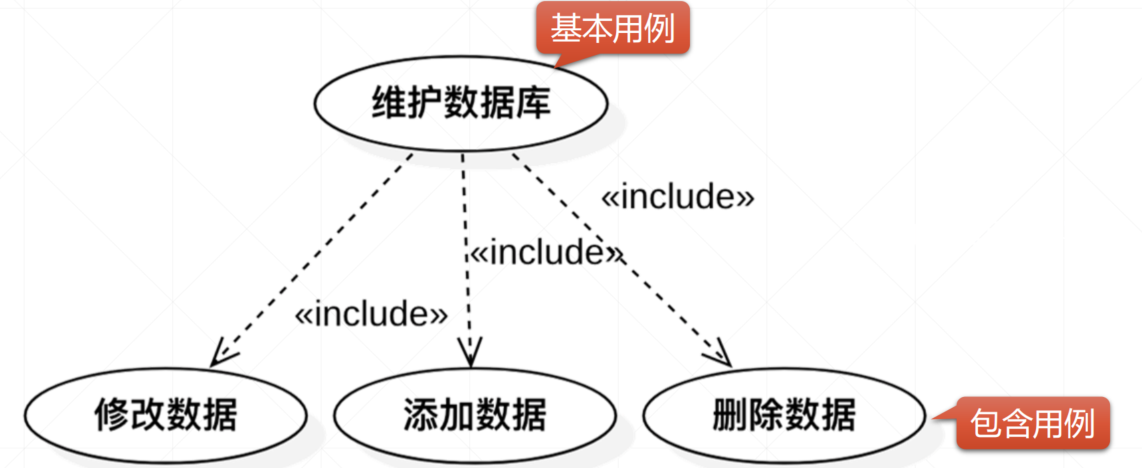 基本用例
维护数据库
«include»
«include»
«include»
修改数据
添加数据
删除数据
包含用例